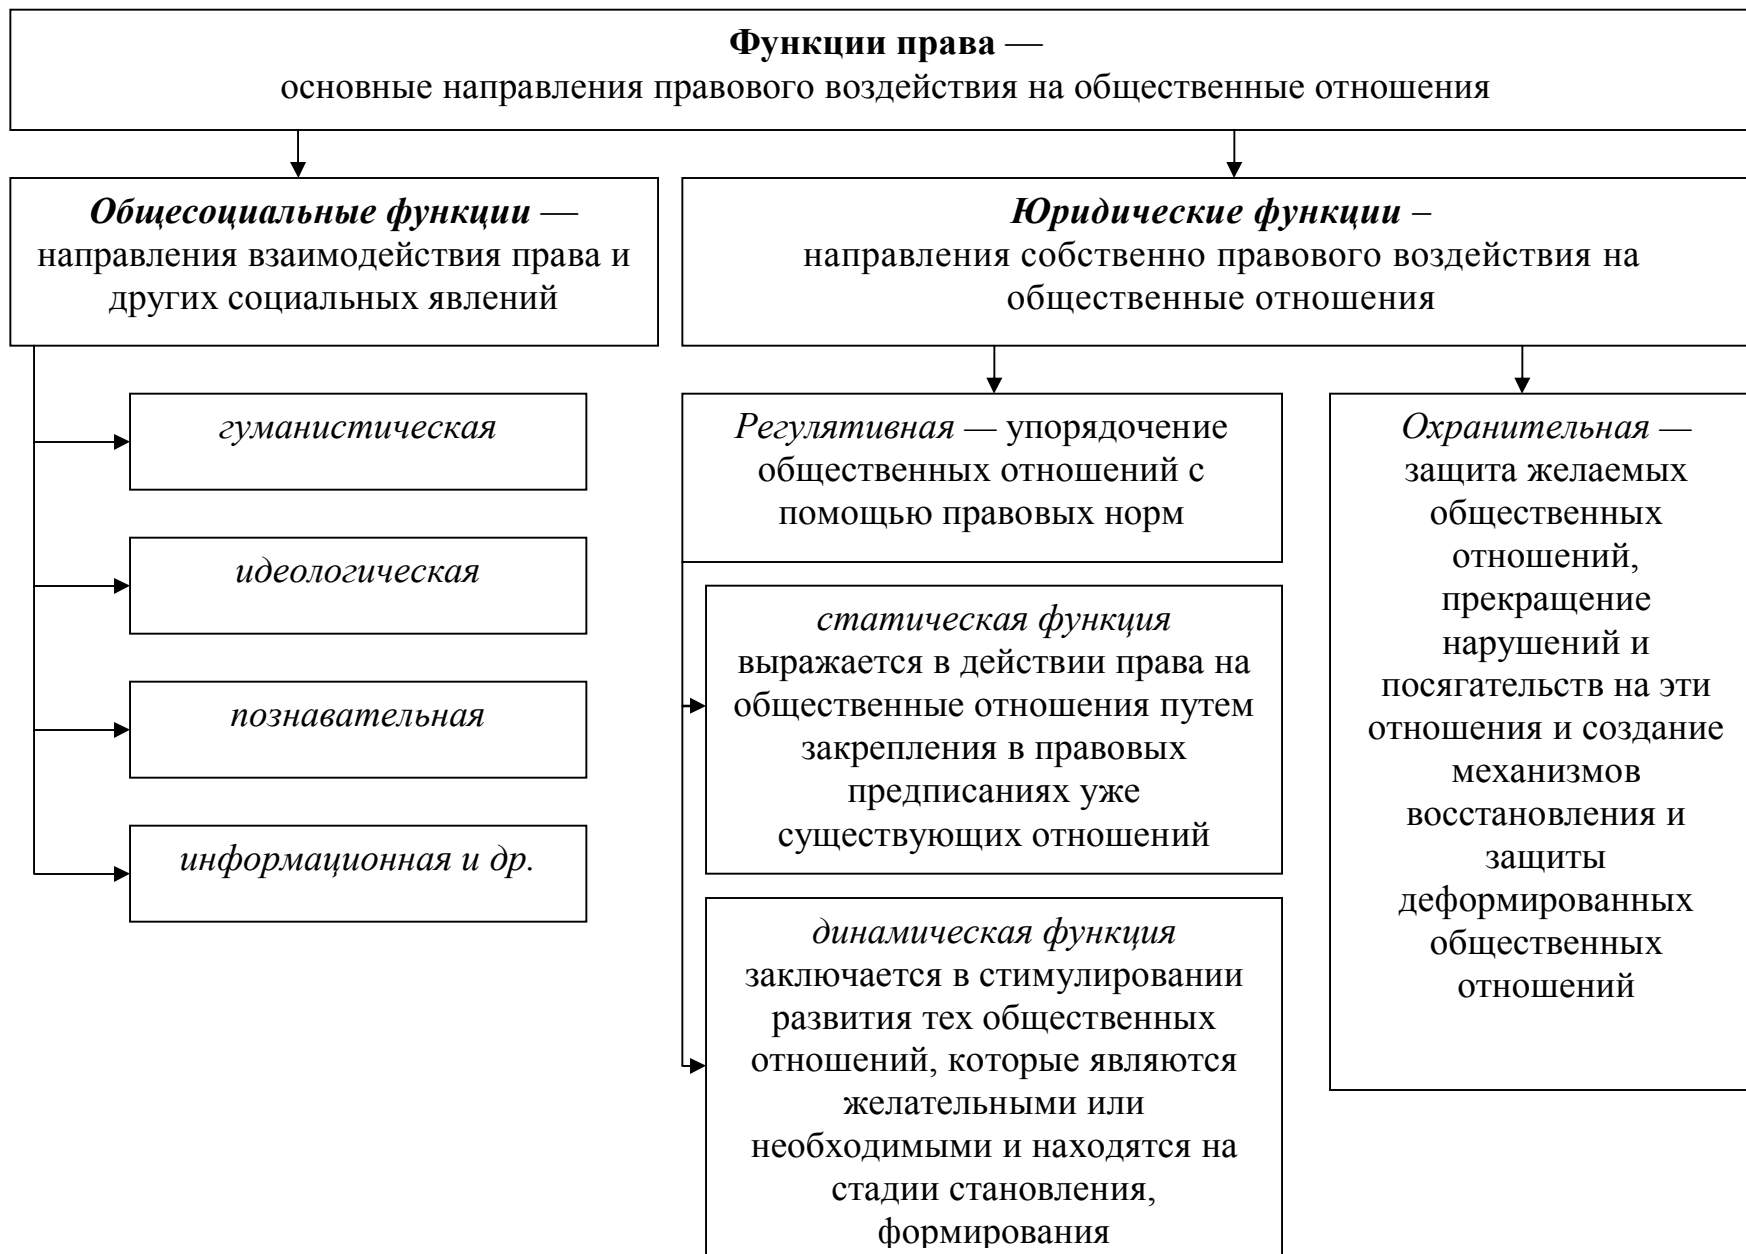 Функции права —
основные направления правового воздействия на общественные отношения
Общесоциальные функции —
направления взаимодействия права и
других социальных явлений
гуманистическая
идеологическая
познавательная
информационная и др.
Юридические функции –
направления собственно правового воздействия на
общественные отношения
Регулятивная — упорядочение
общественных отношений с
помощью правовых норм
статическая функция
выражается в действии права на
общественные отношения путем
закрепления в правовых
предписаниях уже
существующих отношений
динамическая функция
заключается в стимулировании
развития тех общественных
отношений, которые являются
желательными или
необходимыми и находятся на
стадии становления,
формирования
Охранительная —
защита желаемых
общественных
отношений,
прекращение
нарушений и
посягательств на эти
отношения и создание
механизмов
восстановления и
защиты
деформированных
общественных
отношений